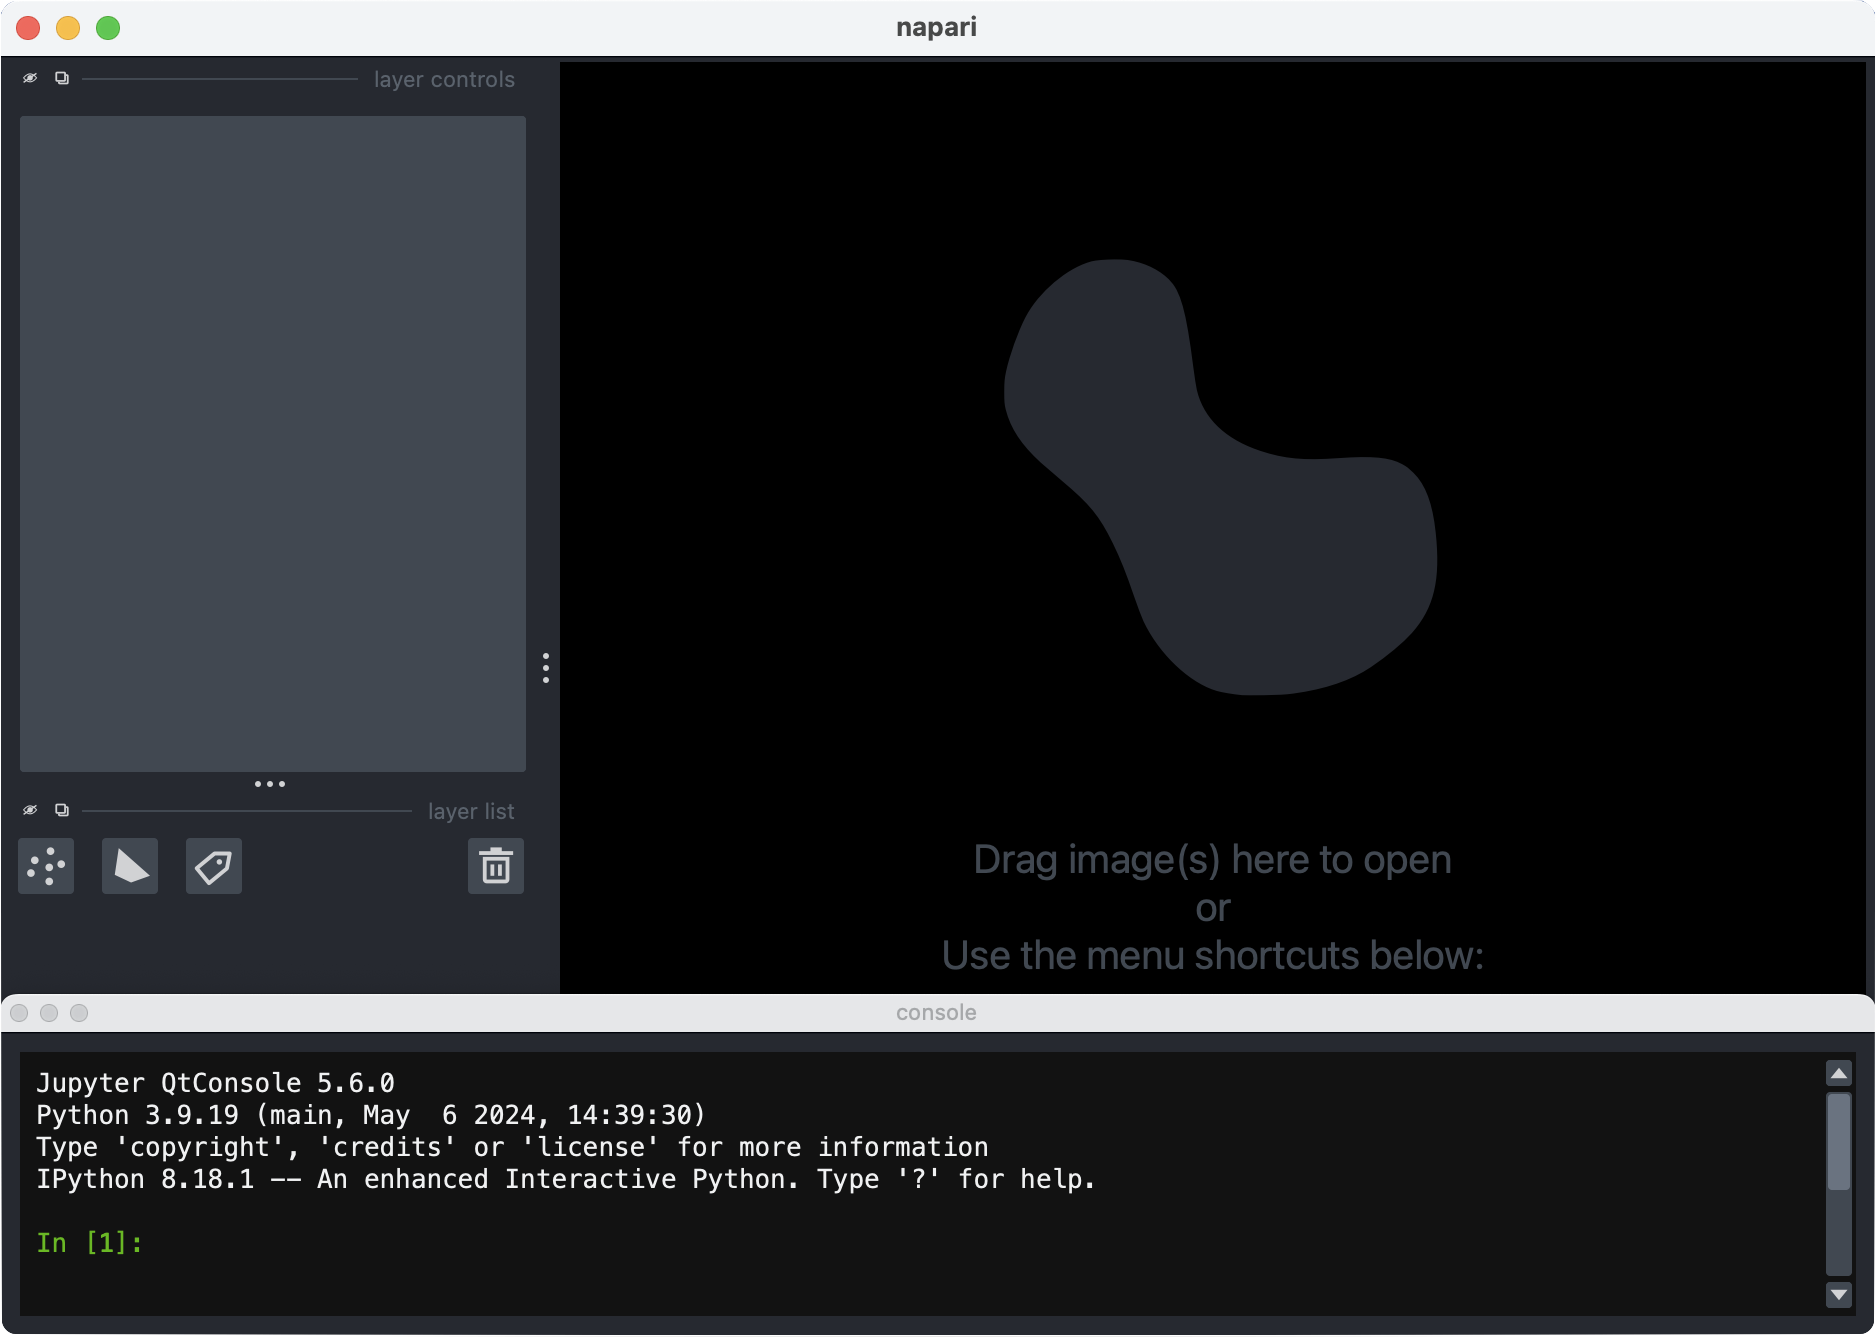 napari
layer controls
layer list
Drag image(s) here to open
or
Use the menu shortcuts below:
console
Jupyter QtConsole 5.6.0
Python 3.9.19 (main, May  6 2024, 14:39:30)
Type 'copyright', 'credits' or 'license' for more information
IPython 8.18.1 -- An enhanced Interactive Python. Type '?' for help.
In [1]: